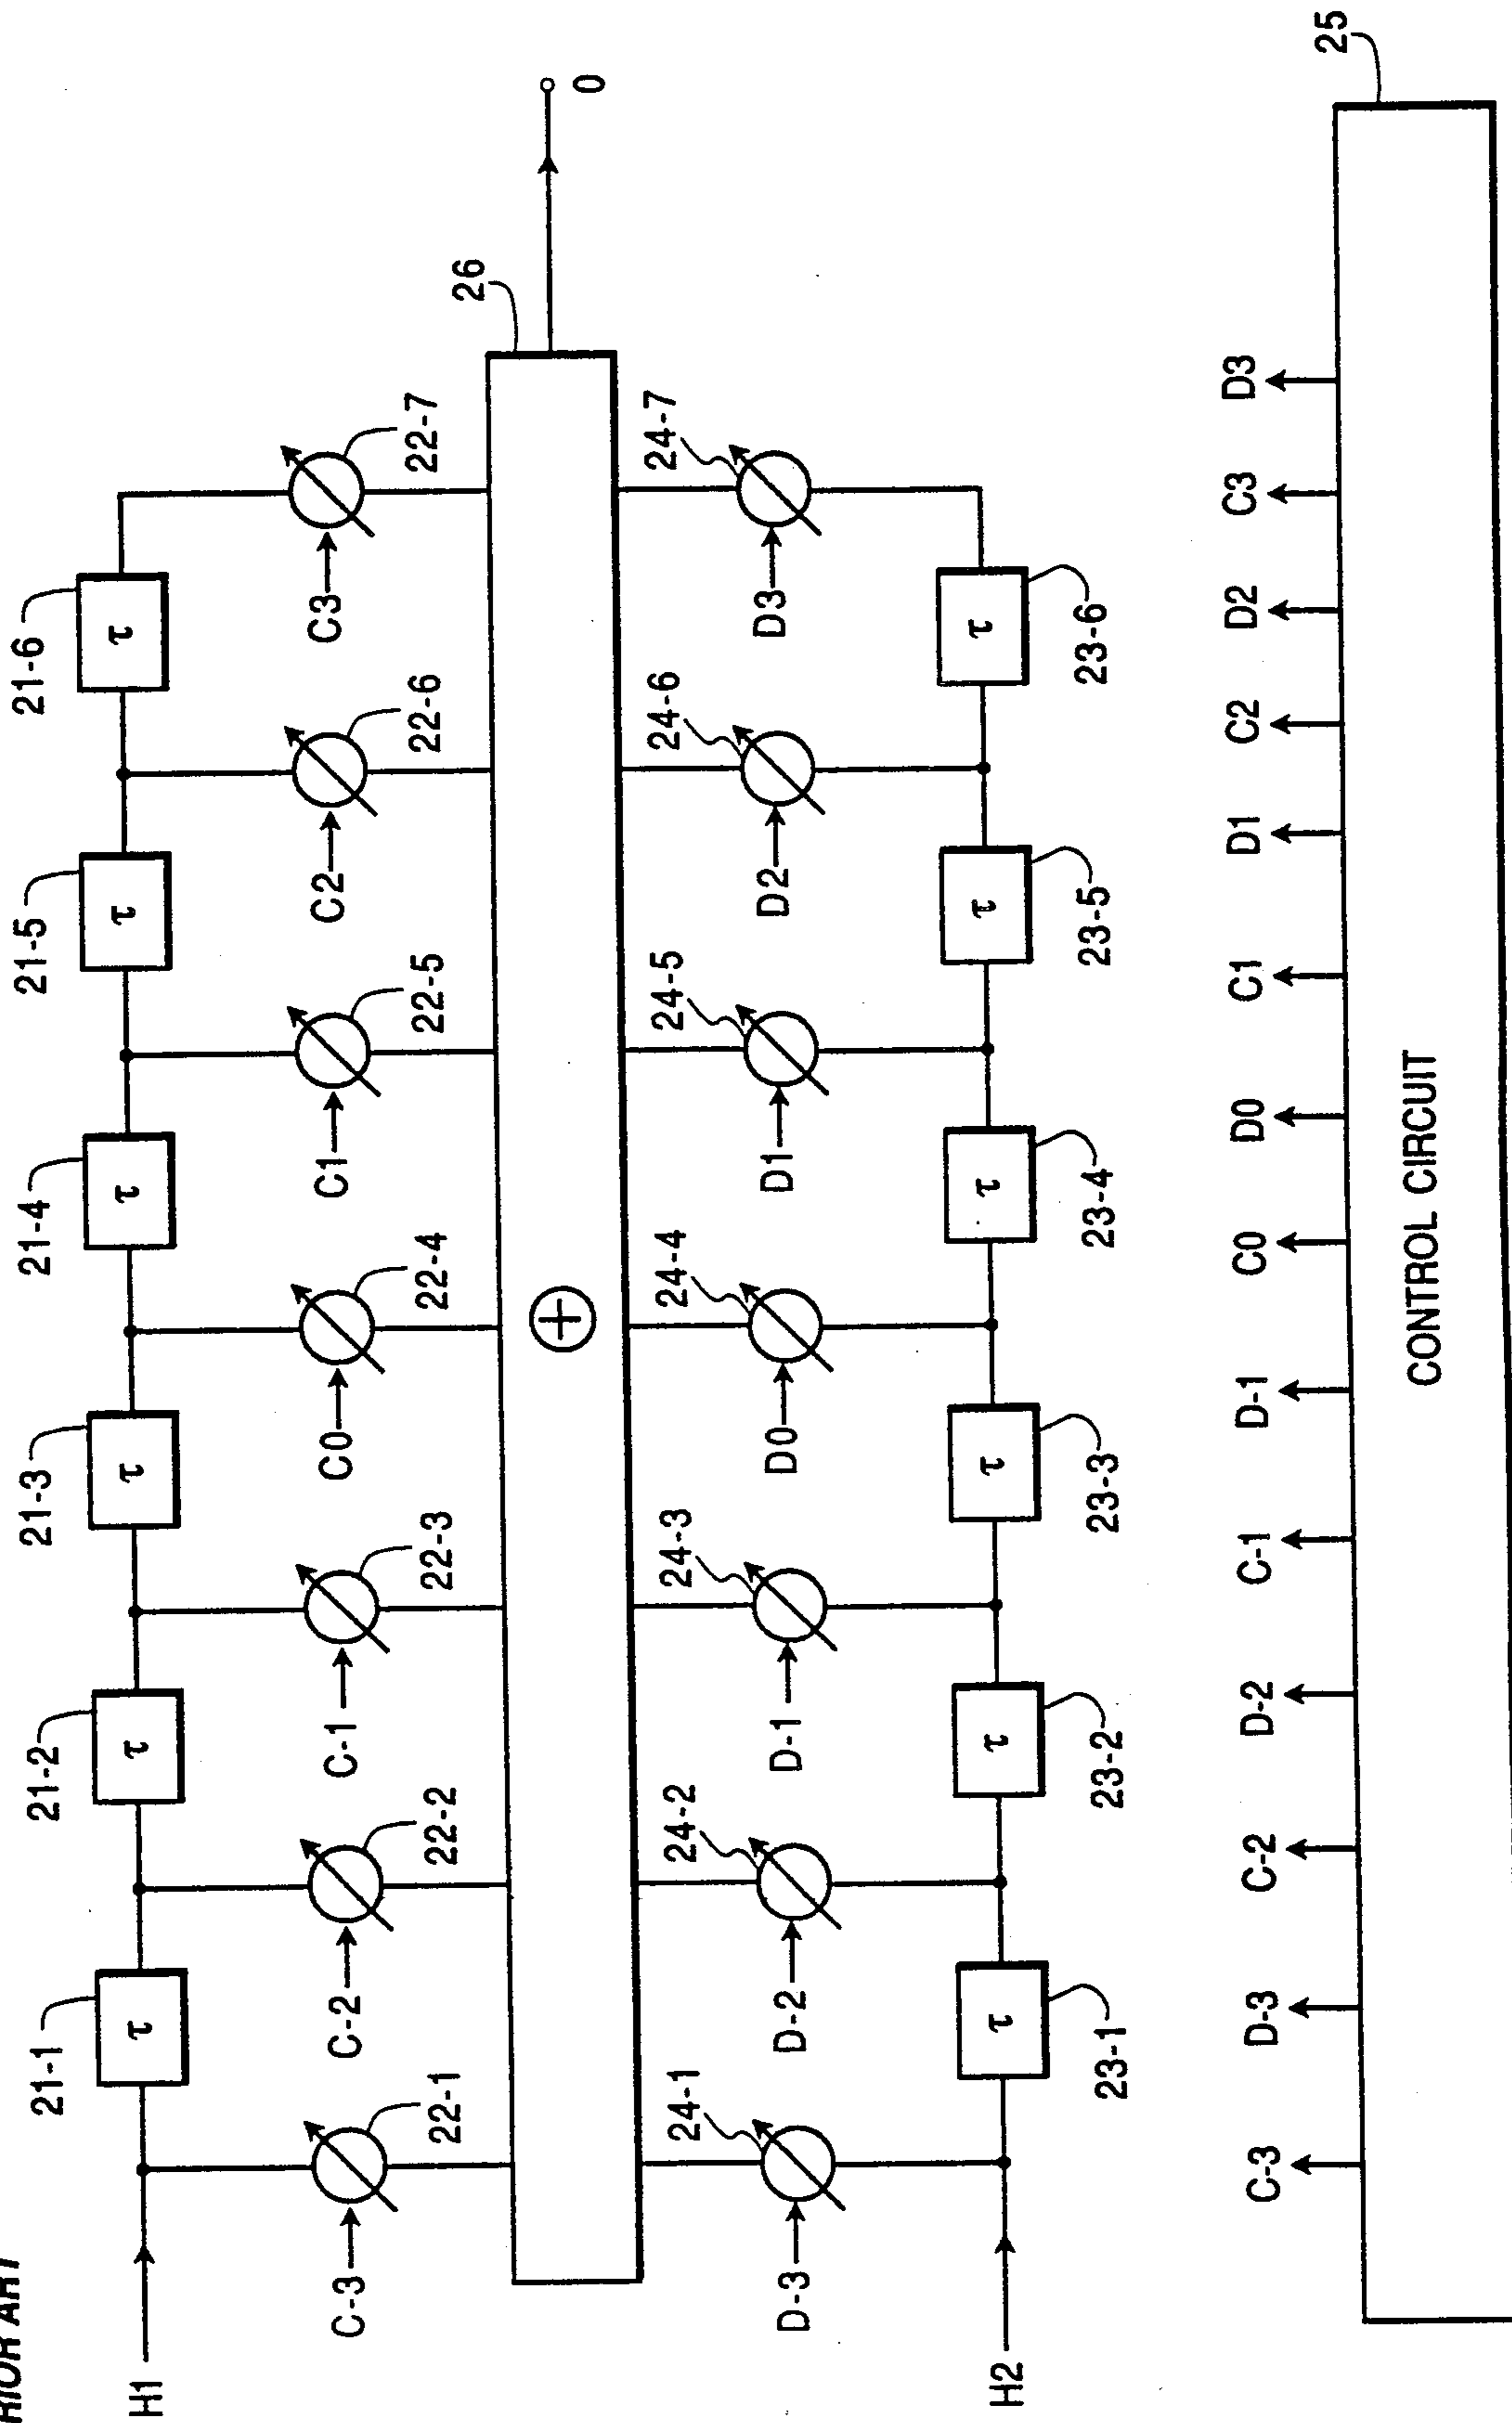 RIOR ART
21-1 21-2 21-3 21-4 21-5 21-6
τ τ τ τ τ τ
H1
22-1 22-2 22-3 22-4 22-5 22-6 22-7
C-3 C-2 C-1 C0 C1 C2 C3
26
O
24-1 24-2 24-3 24-4 24-5 24-6 24-7
D-3 D-2 D-1 D0 D1 D2 D3
H2
τ τ τ τ τ τ
23-1 23-2 23-3 23-4 23-5 23-6
C-3 D-3 C-2 D-2 C-1 D-1 C0 D0 C1 D1 C2 D2 C3 D3
25
CONTROL CIRCUIT